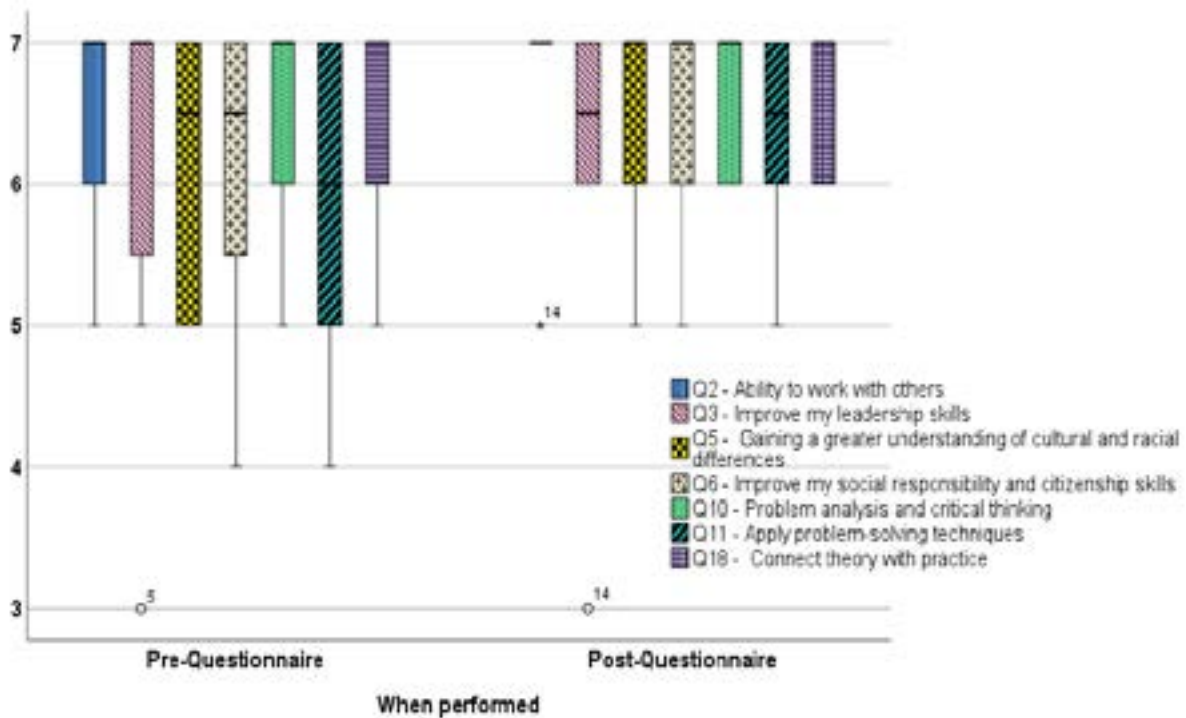 7
6
5
4
3
14
5
14
Q2 - Ability to work with others
Q3 - Improve my leadership skills
Q5 - Gaining a greater understanding of cultural and racial
differences
Q6 - Improve my social responsibility and citizenship skills
Q10 - Problem analysis and critical thinking
Q11 - Apply problem-solving techniques
Q18 - Connect theory with practice
Pre-Questionnaire
Post-Questionnaire
When performed